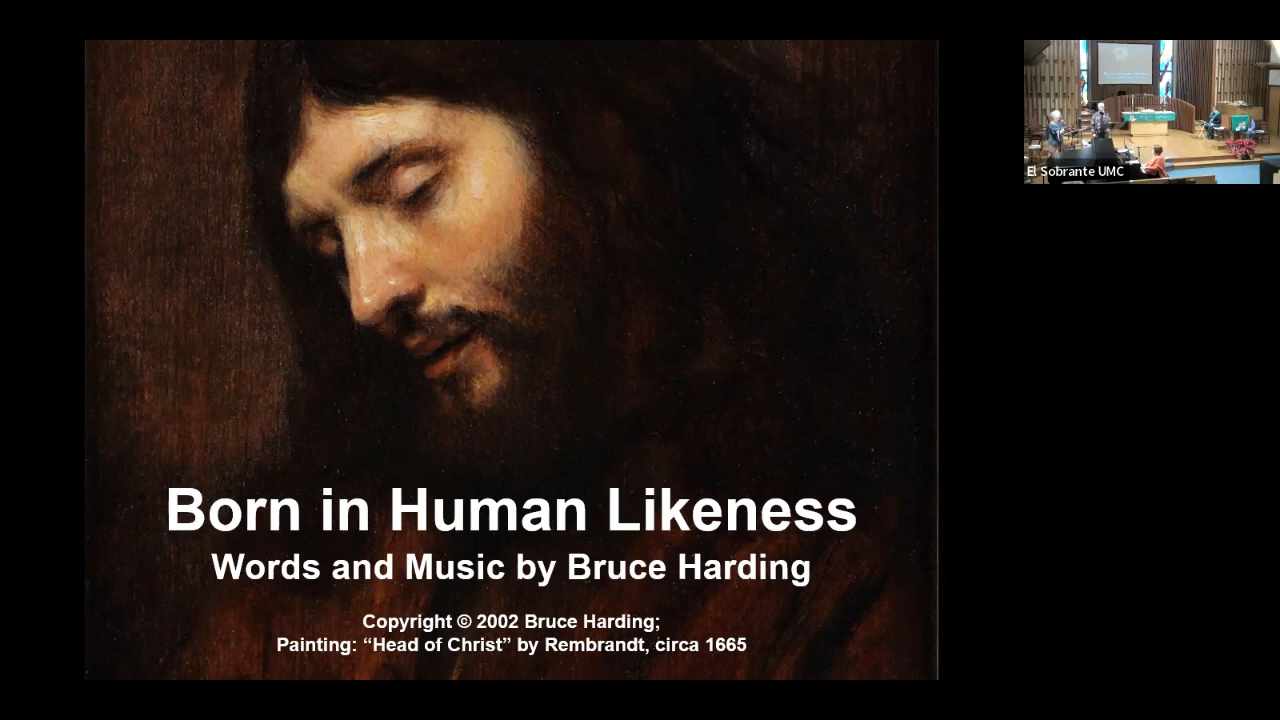 Born in Human Likeness
Words and Music by Bruce Harding
Copyright © 2002 Bruce Harding;
Painting: “Head of Christ” by Rembrandt, circa 1665
El Sobrante UMC